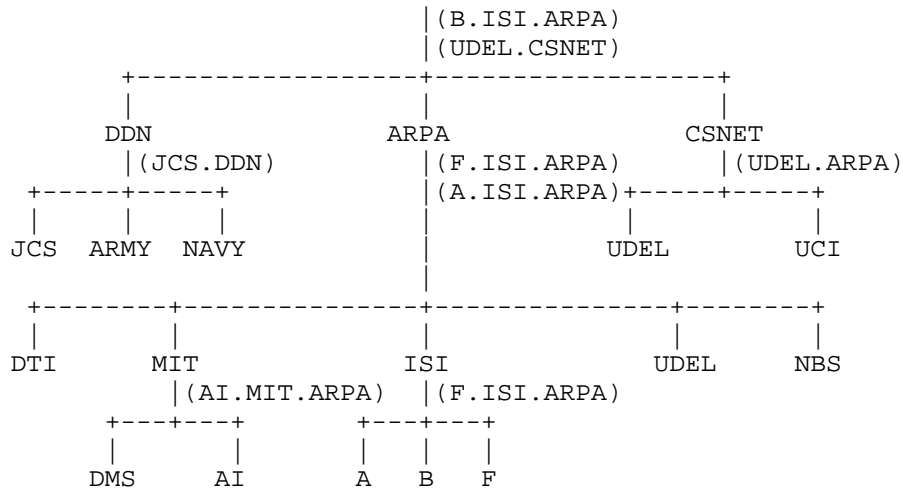 (B.ISI.ARPA)
(UDEL.CSNET)
DDN ARPA CSNET
(JCS.DDN) (F.ISI.ARPA) (UDEL.ARPA)
(A.ISI.ARPA)
JCS ARMY NAVY UDEL UCI
DTI MIT ISI UDEL NBS
(AI.MIT.ARPA) (F.ISI.ARPA)
DMS AI A B F